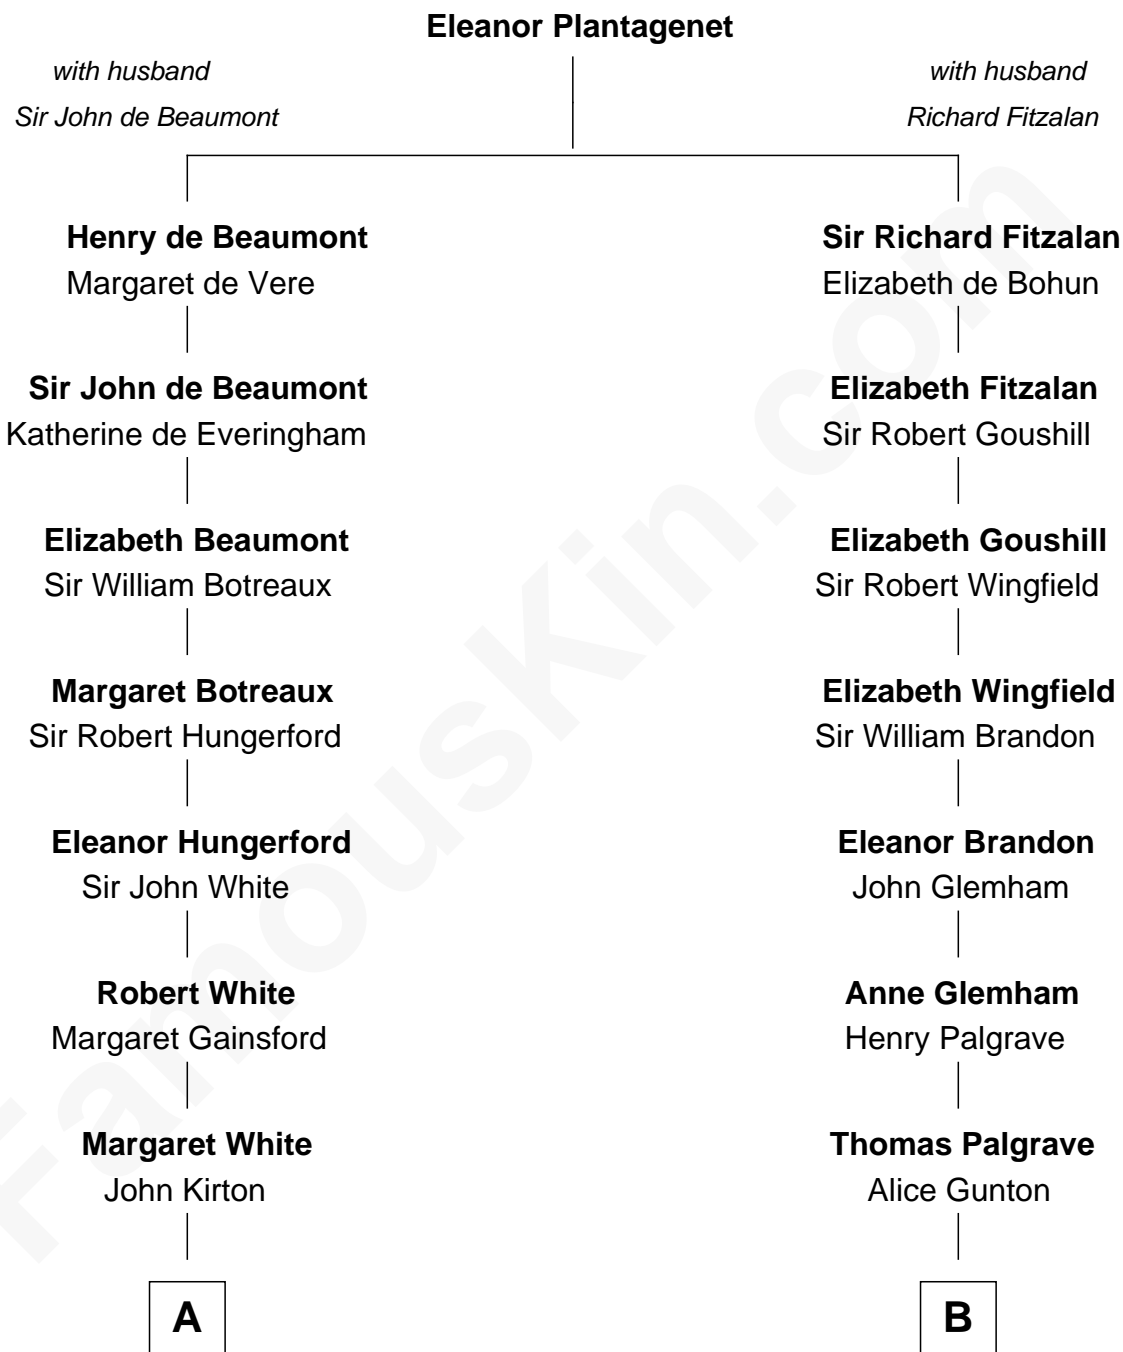 Eleanor Plantagenet
with husband
Sir John de Beaumont
with husband
Richard Fitzalan
Henry de Beaumont
Margaret de Vere
Sir John de Beaumont
Katherine de Everingham
Elizabeth Beaumont
Sir William Botreaux
Margaret Botreaux
Sir Robert Hungerford
Eleanor Hungerford
Sir John White
Robert White
Margaret Gainsford
Margaret White
John Kirton
A
Sir Richard Fitzalan
Elizabeth de Bohun
Elizabeth Fitzalan
Sir Robert Goushill
Elizabeth Goushill
Sir Robert Wingfield
Elizabeth Wingfield
Sir William Brandon
Eleanor Brandon
John Glemham
Anne Glemham
Henry Palgrave
Thomas Palgrave
Alice Gunton
B
FamousKin.com